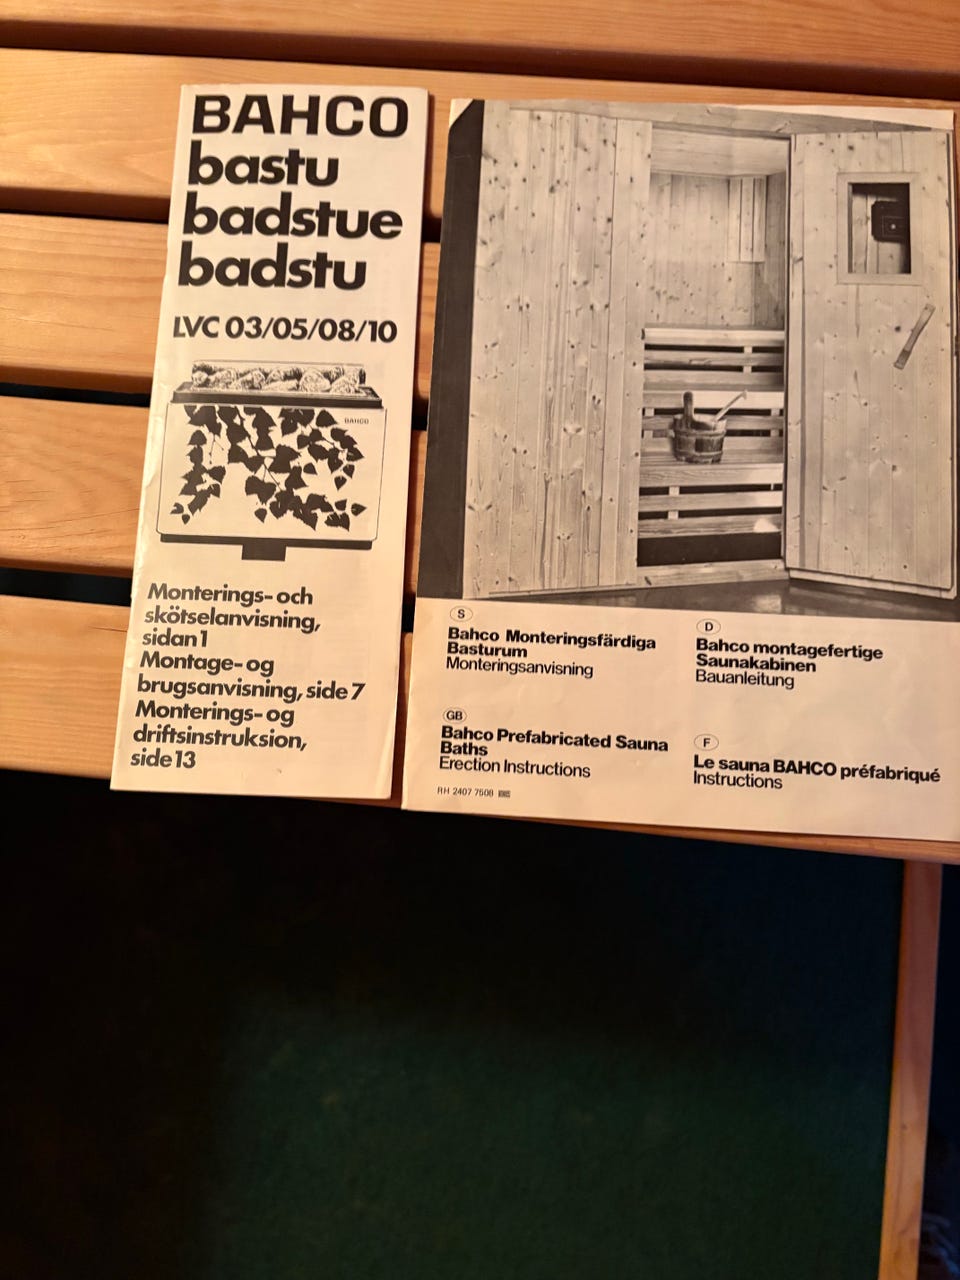 BAHCO
bastu
badstue
badstu
LVC 03/05/08/10
BAHCO
Monterings- och
skötselanvisning,
sidan 1
Montage- og
brugsanvisning, side 7
Monterings- og
driftsinstruksion,
side 13
S
Bahco Monteringsfärdiga
Basturum
Monteringsanvisning
GB
Bahco Prefabricated Sauna
Baths
Erection Instructions
RH 2407 7508
D
Bahco montagefertige
Saunakabinen
Bauanleitung
F
Le sauna BAHCO préfabriqué
Instructions